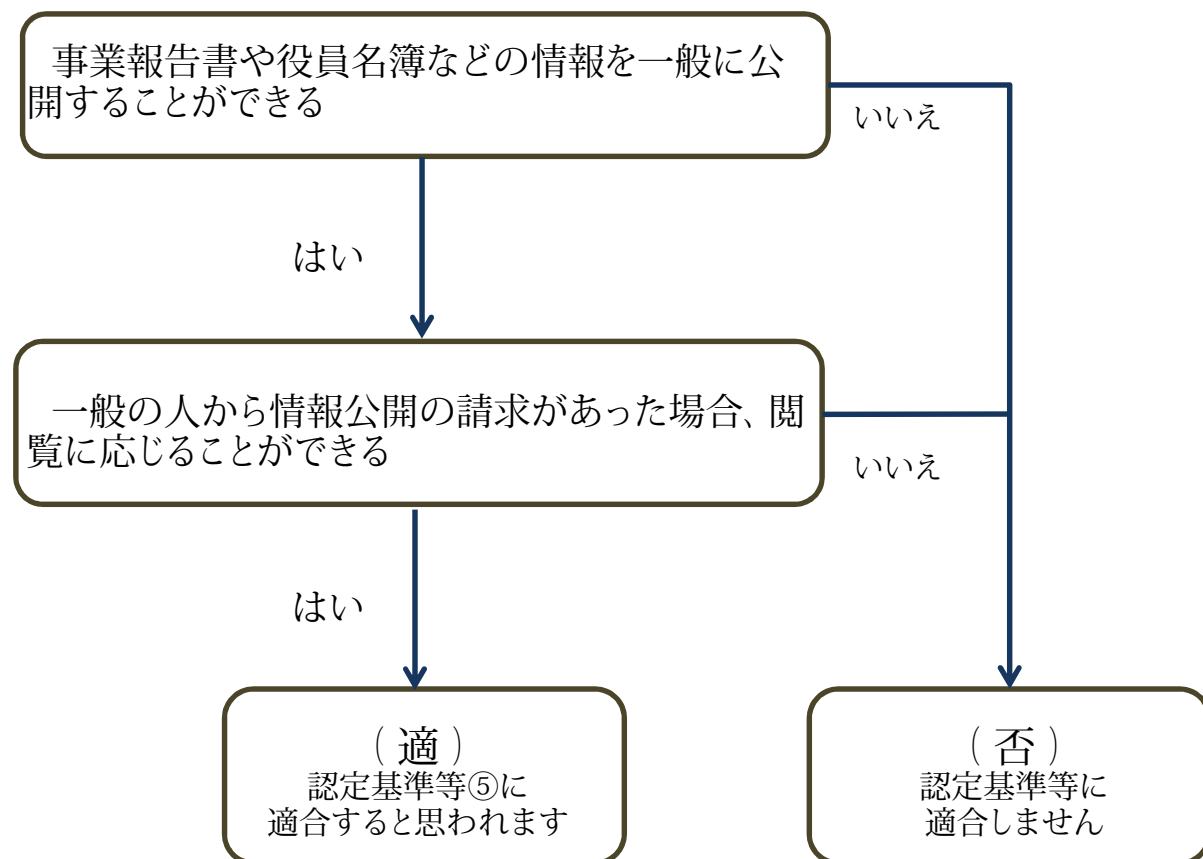 事業報告書や役員名簿などの情報を一般に公
開することができる
いいえ
はい
一般の人から情報公開の請求があった場合、閲
覧に応じることができる
いいえ
はい
（適）
認定基準等⑤に
適合すると思われます
（否）
認定基準等に
適合しません